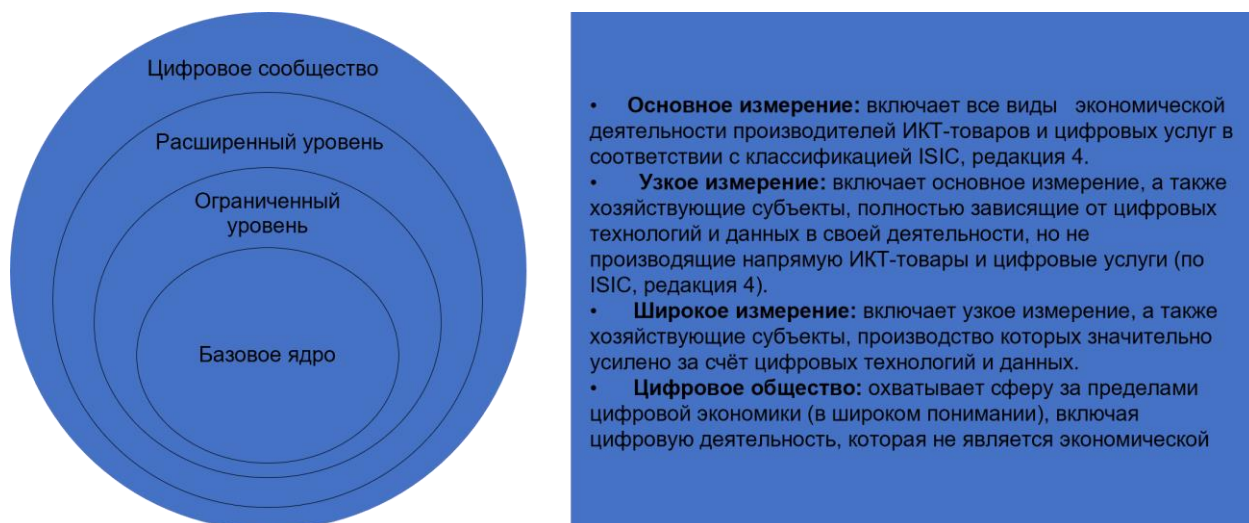 Цифровое сообщество
Расширенный уровень
Ограниченный
уровень
Базовое ядро
• Основное измерение: включает все виды экономической
деятельности производителей ИКТ-товаров и цифровых услуг в
соответствии с классификацией ISIC, редакция 4.
• Узкое измерение: включает основное измерение, а также
хозяйствующие субъекты, полностью зависящие от цифровых
технологий и данных в своей деятельности, но не
производящие напрямую ИКТ-товары и цифровые услуги (по
ISIC, редакция 4).
• Широкое измерение: включает узкое измерение, а также
хозяйствующие субъекты, производство которых значительно
усилено за счёт цифровых технологий и данных.
• Цифровое общество: охватывает сферу за пределами
цифровой экономики (в широком понимании), включая
цифровую деятельность, которая не является экономической